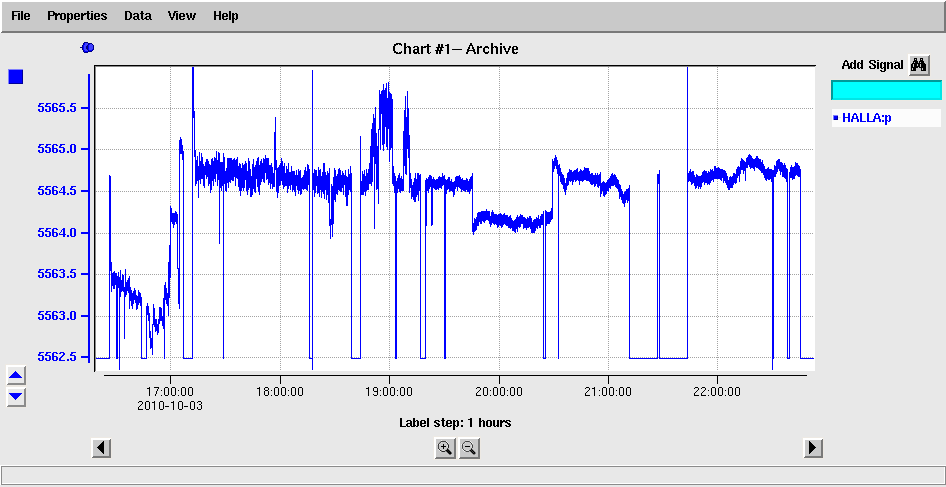 File Properties Data View Help
Chart #1– Archive
Add Signal
HALLA:p
5565.5
5565.0
5564.5
5564.0
5563.5
5563.0
5562.5
17:00:00 18:00:00 19:00:00 20:00:00 21:00:00 22:00:00
2010-10-03
Label step: 1 hours